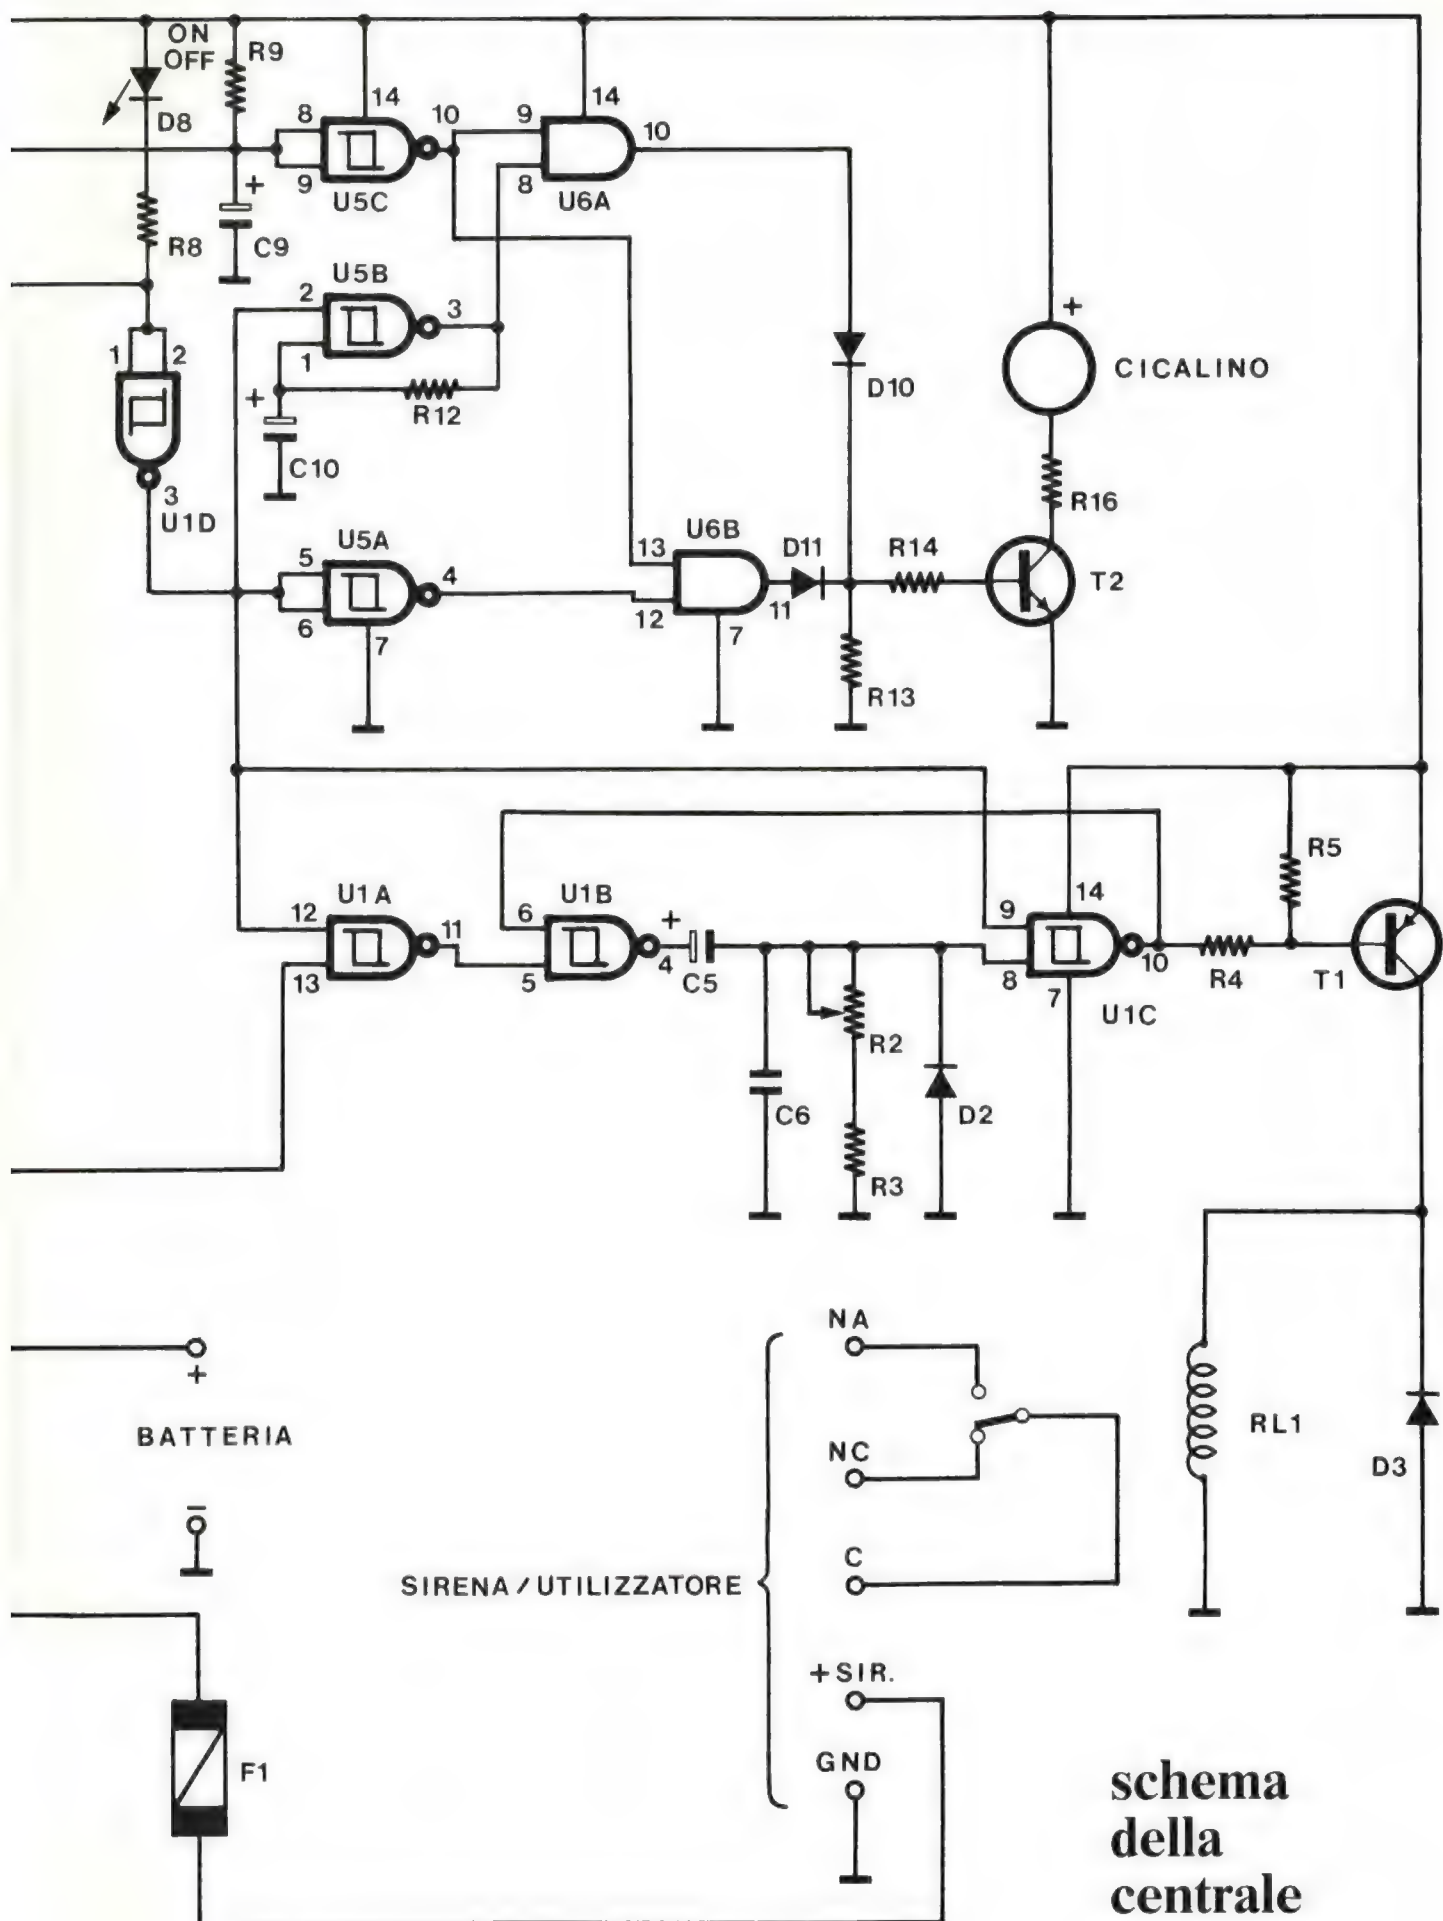 ON
OFF
R9
D8
14
10
8
9
U5C
9
8
14
10
U6A
R8
+
C9
U5B
2
3
1
R12
+
C10
1
2
3
U1D
D10
+
CICALINO
R16
U5A
5
6
4
7
U6B
13
12
11
7
D11
R14
T2
R13
U1A
12
13
11
U1B
6
5
4
+
C5
9
8
14
10
7
U1C
R5
R4
T1
R2
C6
D2
R3
+
BATTERIA
–
NA
NC
C
SIRENA / UTILIZZATORE
+SIR.
GND
RL1
D3
F1
schema
della
centrale